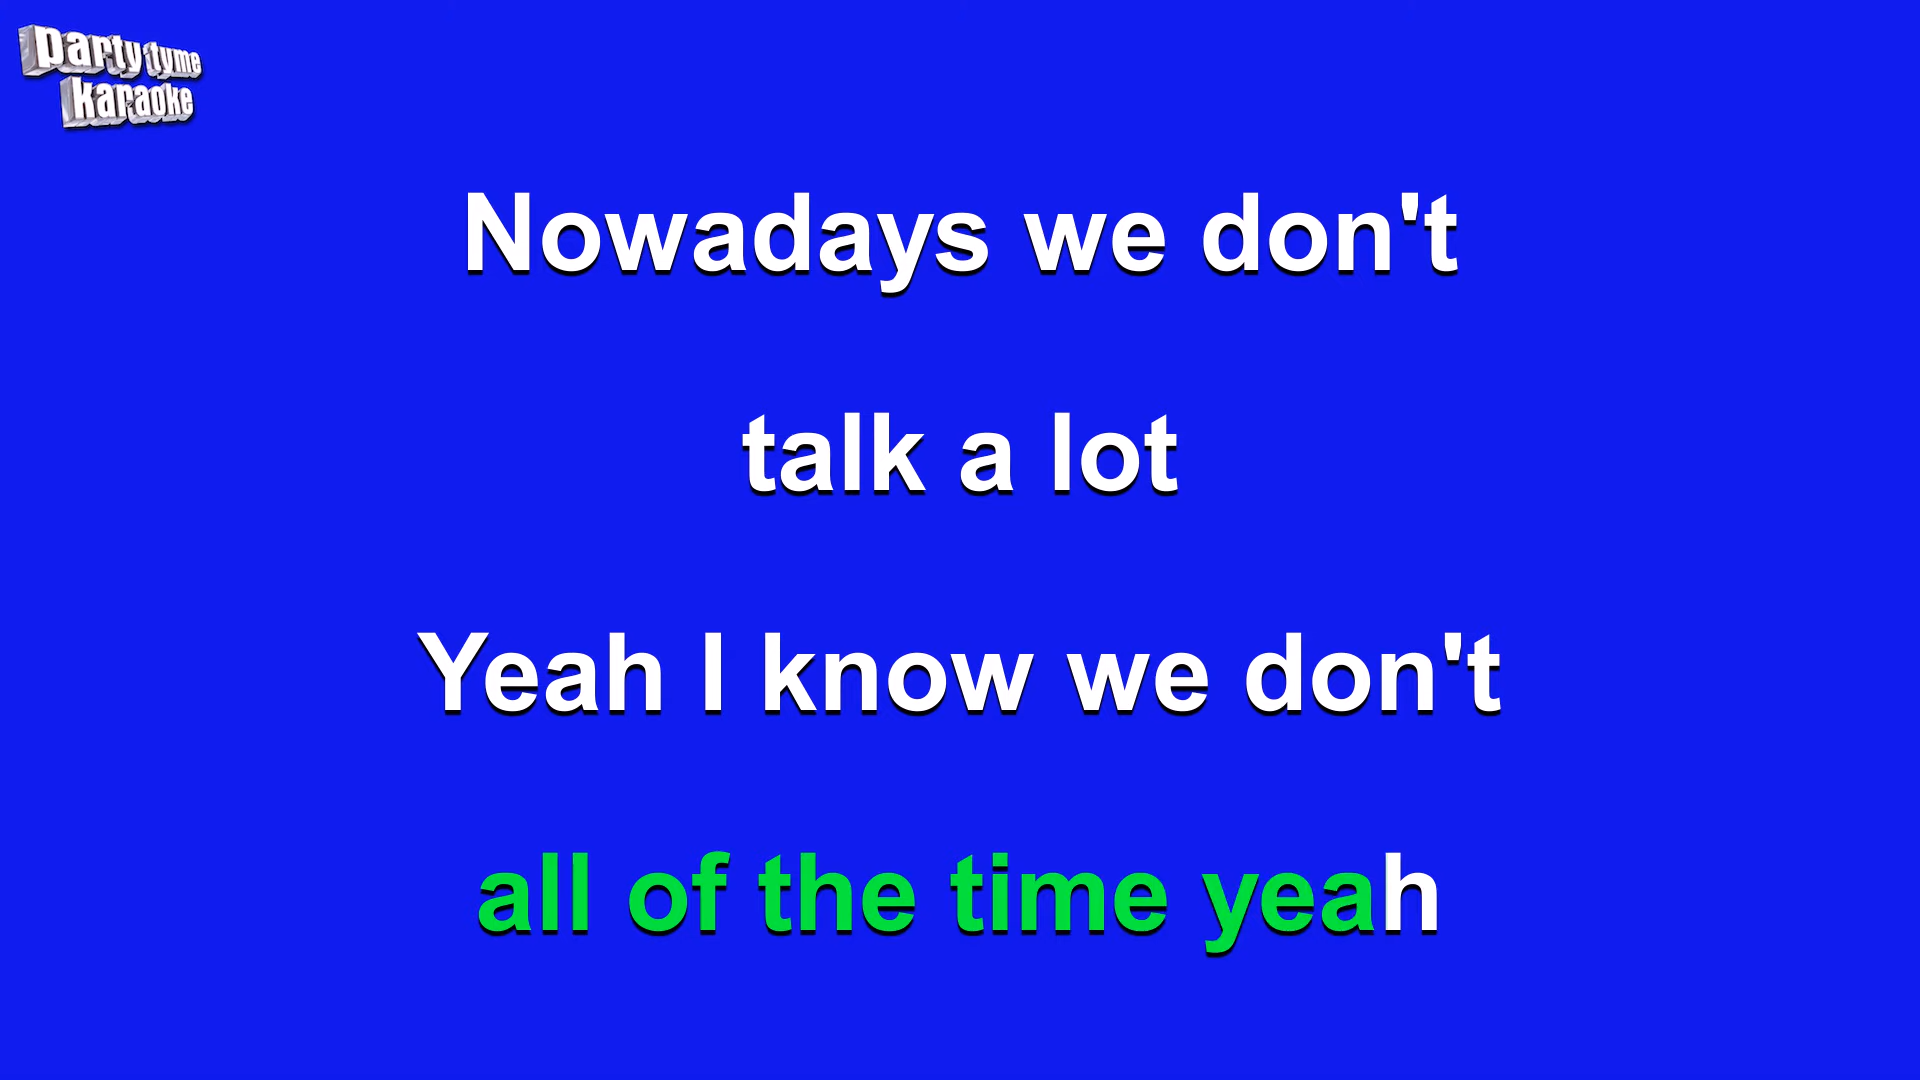 party tyme
karaoke
Nowadays we don't
talk a lot
Yeah I know we don't
all of the time yeah